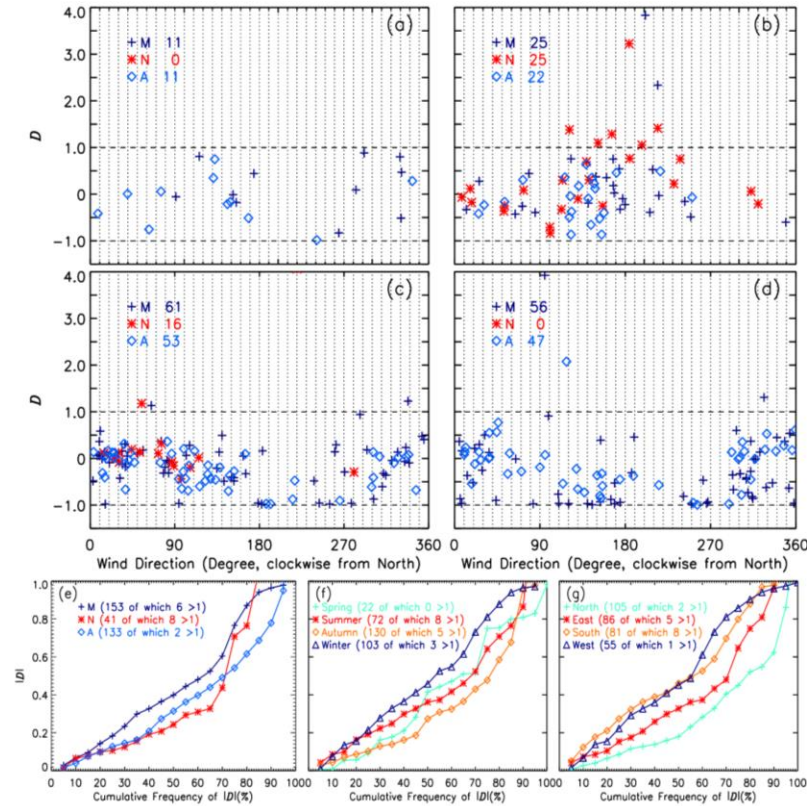 4.0 (a) (b)
+ M 11 + M 25
3.0 ✳ N 0 ✳ N 25
◇ A 11 ◇ A 22
2.0
D 1.0
0.0
-1.0
4.0 (c) (d)
+ M 61 + M 56
3.0 ✳ N 16 ✳ N 0
◇ A 53 ◇ A 47
2.0
D 1.0
0.0
-1.0
0 90 180 270 360 0 90 180 270 360
Wind Direction (Degree, clockwise from North) Wind Direction (Degree, clockwise from North)
1.0 (e) (f) (g)
+ M (153 of which 6 >1) + Spring (22 of which 0 >1) + North (105 of which 2 >1)
✳ N (41 of which 8 >1) ✳ Summer (72 of which 8 >1) ✳ East (86 of which 5 >1)
0.8 ◇ A (133 of which 2 >1) ◇ Autumn (130 of which 5 >1) ◇ South (81 of which 8 >1)
△ Winter (103 of which 3 >1) △ West (55 of which 1 >1)
0.6
|D|
0.4
0.2
0.0
0 10 20 30 40 50 60 70 80 90 1000 10 20 30 40 50 60 70 80 90 1000 10 20 30 40 50 60 70 80 90 100
Cumulative Frequency of |D|(%) Cumulative Frequency of |D|(%) Cumulative Frequency of |D|(%)